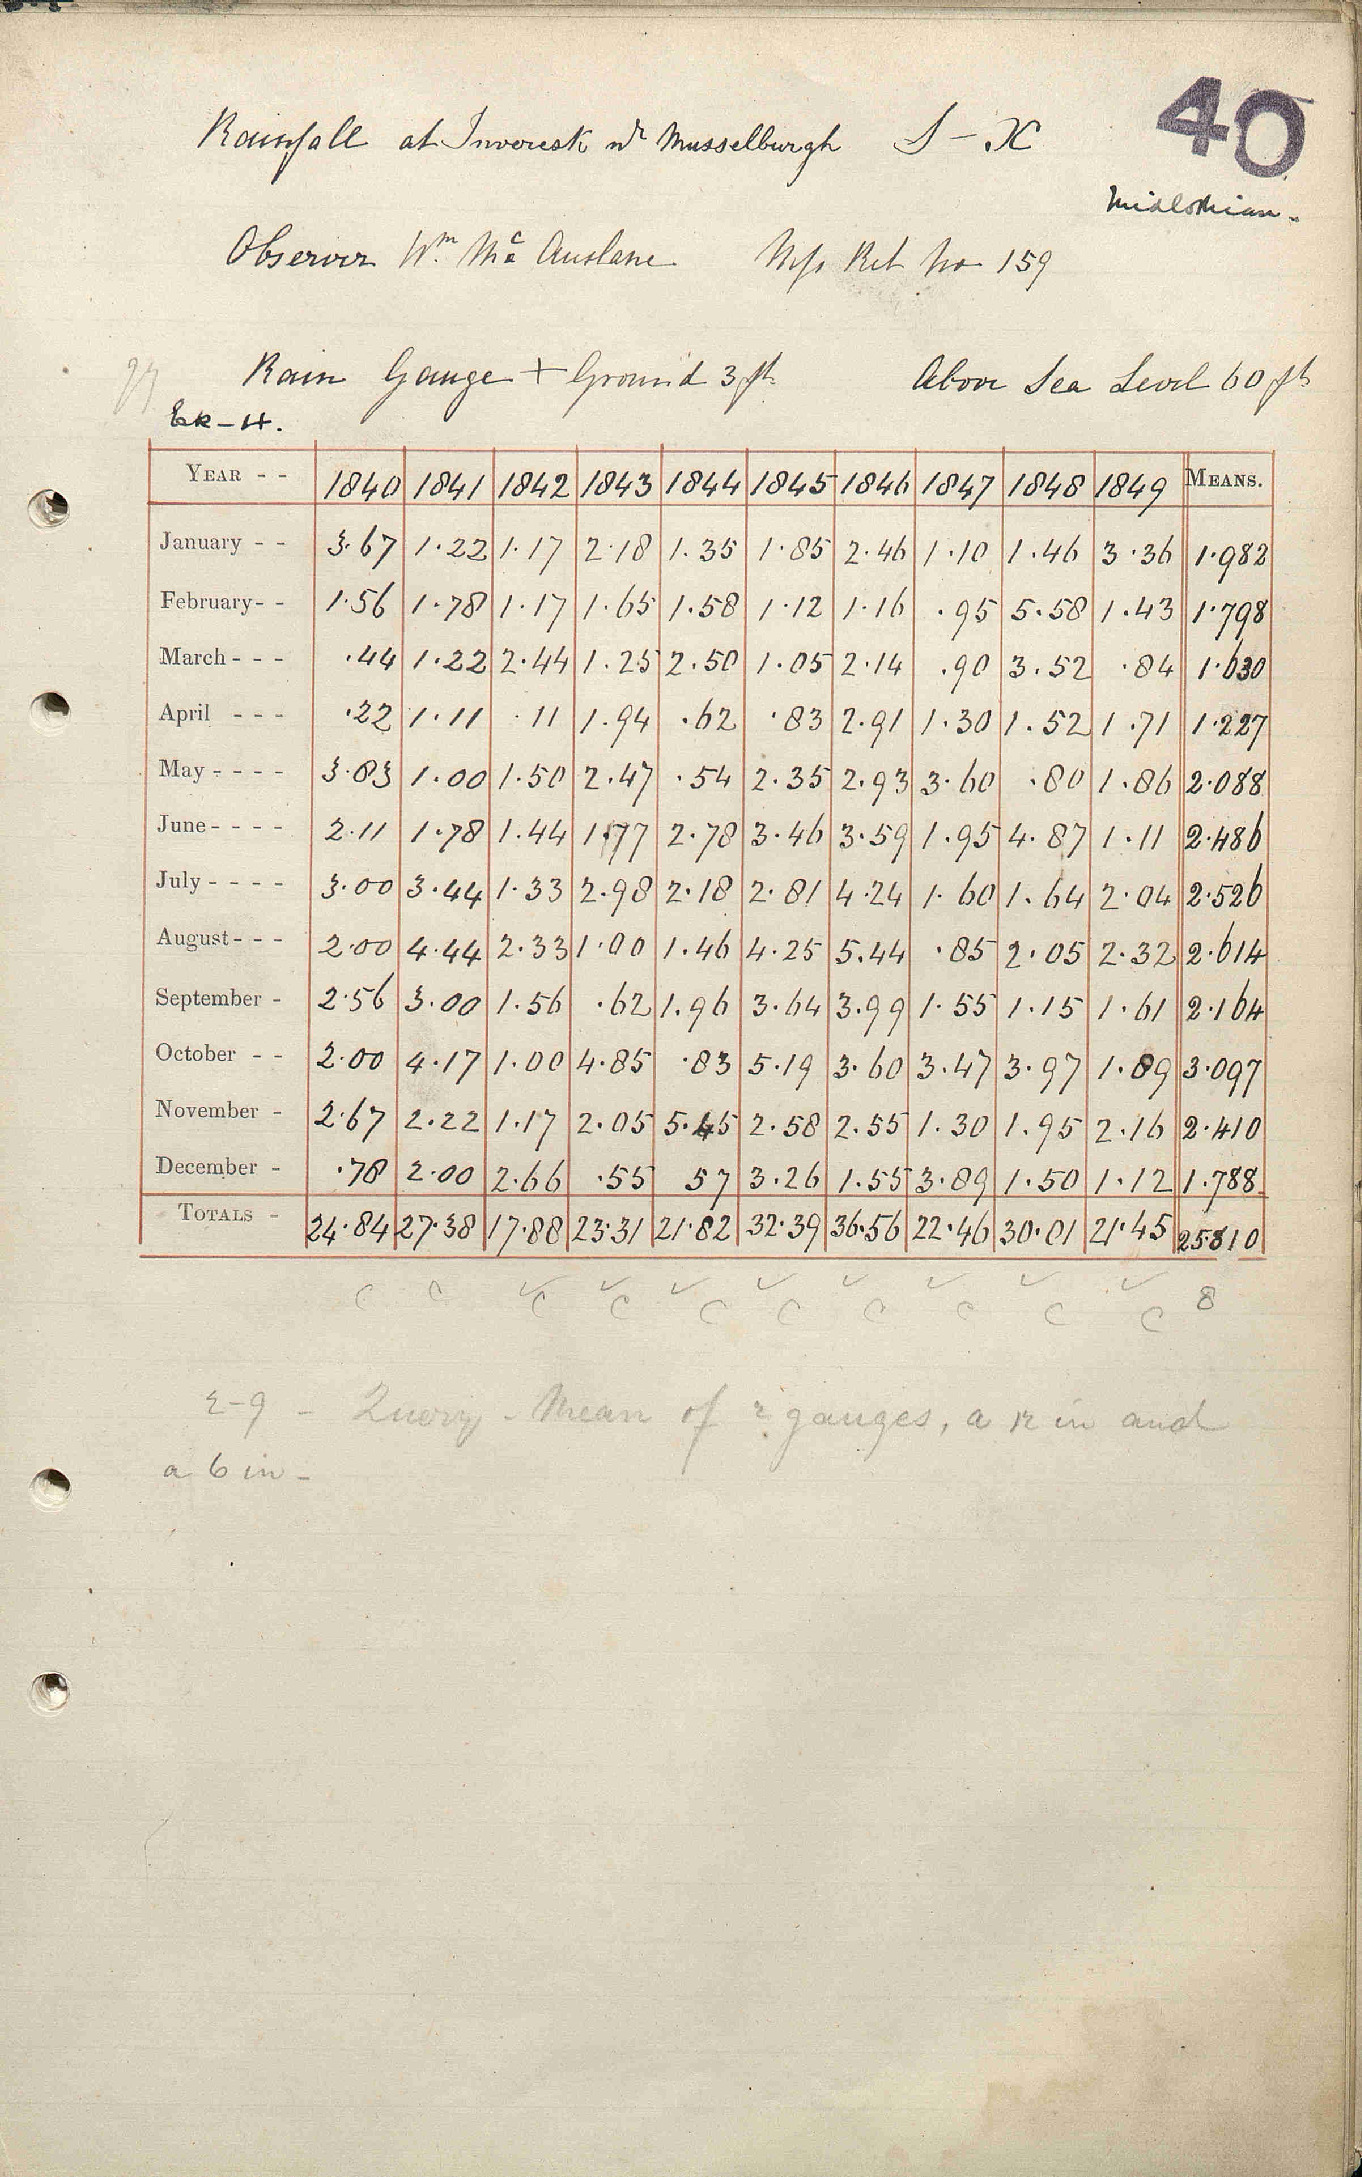 40
Rainfall at Inveresk nr Musselburgh S - X
Midlothian.
Observer Wm. Mc Auslane Mss Ret No 159
Rain Gauge + Ground 3 ft Above Sea Level 60 ft
ER-H.
YEAR - - 1840 1841 1842 1843 1844 1845 1846 1847 1848 1849 MEANS.
January - - 3.67 1.22 1.17 2.18 1.35 1.85 2.46 1.10 1.46 3.36 1.982
February - - 1.56 1.78 1.17 1.65 1.58 1.12 1.16 .95 5.58 1.43 1.798
March - - - .44 1.22 2.44 1.25 2.50 1.05 2.14 .90 3.52 .84 1.630
April - - - .22 1.11 .11 1.94 .62 .83 2.91 1.30 1.52 1.71 1.227
May - - - - 3.83 1.00 1.50 2.47 .54 2.35 2.93 3.60 .80 1.86 2.088
June - - - - 2.11 1.78 1.44 1.77 2.78 3.46 3.59 1.95 4.87 1.11 2.486
July - - - - 3.00 3.44 1.33 2.98 2.18 2.81 4.24 1.60 1.64 2.04 2.526
August - - - 2.00 4.44 2.33 1.00 1.46 4.25 5.44 .85 2.05 2.32 2.614
September - 2.56 3.00 1.56 .62 1.96 3.64 3.99 1.55 1.15 1.61 2.164
October - - 2.00 4.17 1.00 4.85 .83 5.19 3.60 3.47 3.97 1.89 3.097
November - 2.67 2.22 1.17 2.05 5.45 2.58 2.55 1.30 1.95 2.16 2.410
December - .78 2.00 2.66 .55 57 3.26 1.55 3.89 1.50 1.12 1.788
TOTALS - 24.84 27.38 17.88 23.31 21.82 32.39 36.56 22.46 30.01 21.45 25810
C C C C C C C C C C 8
2-9 - Query - Mean of 2 gauges, a 12 in and
a 6 in -